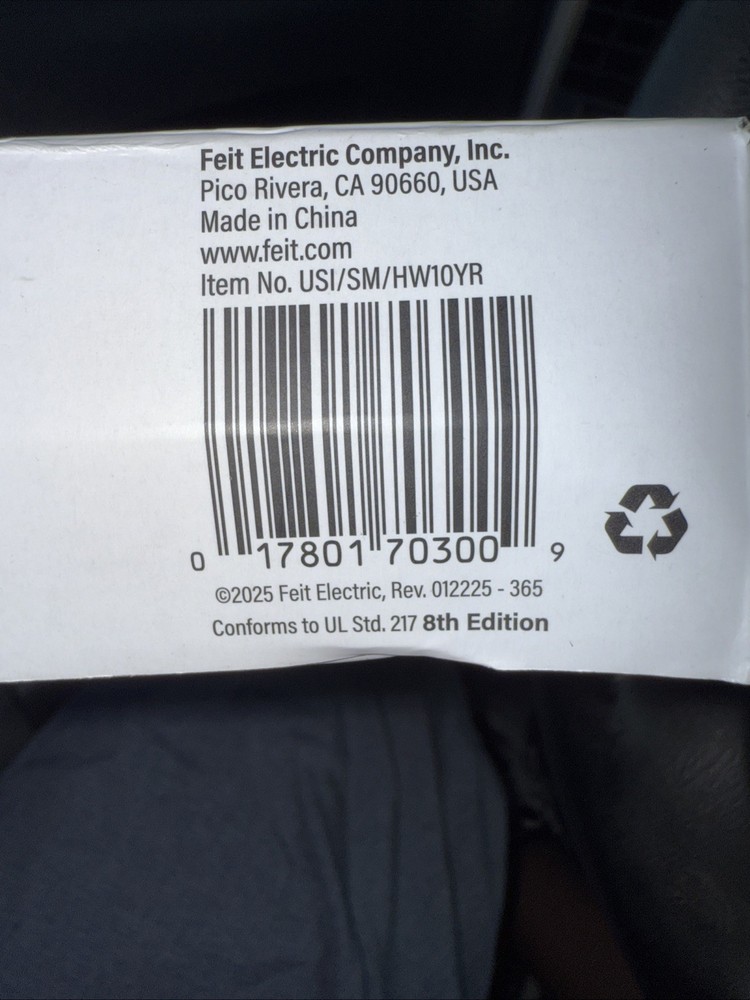 Feit Electric Company, Inc.
Pico Rivera, CA 90660, USA
Made in China
www.feit.com
Item No. USI/SM/HW10YR
0 17801 70300 9
©2025 Feit Electric, Rev. 012225 - 365
Conforms to UL Std. 217 8th Edition